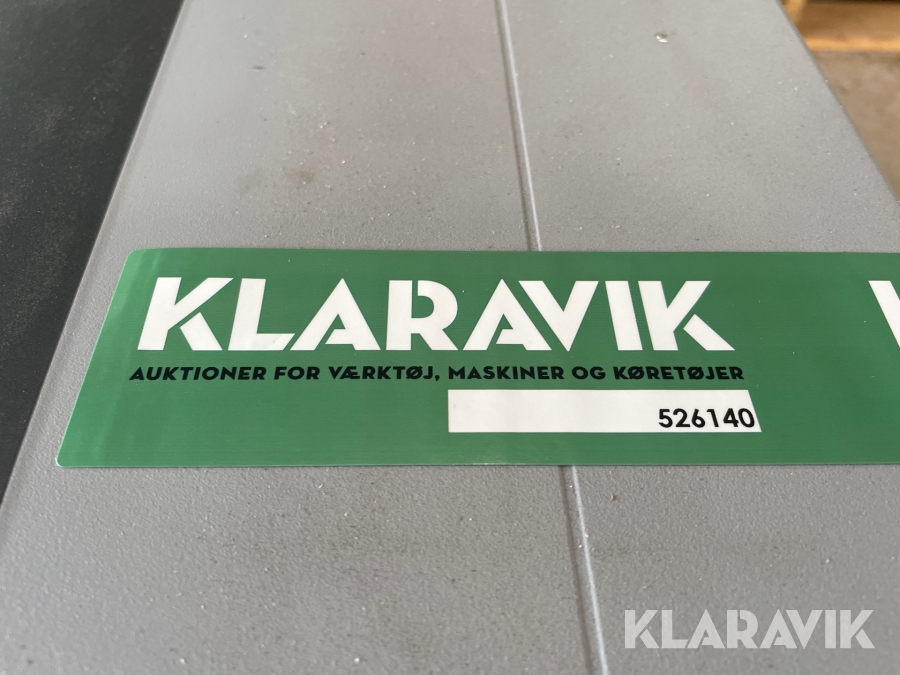 KLARAVIK
AUKTIONER FOR VÆRKTØJ, MASKINER OG KØRETØJER
526140
KLARAVIK